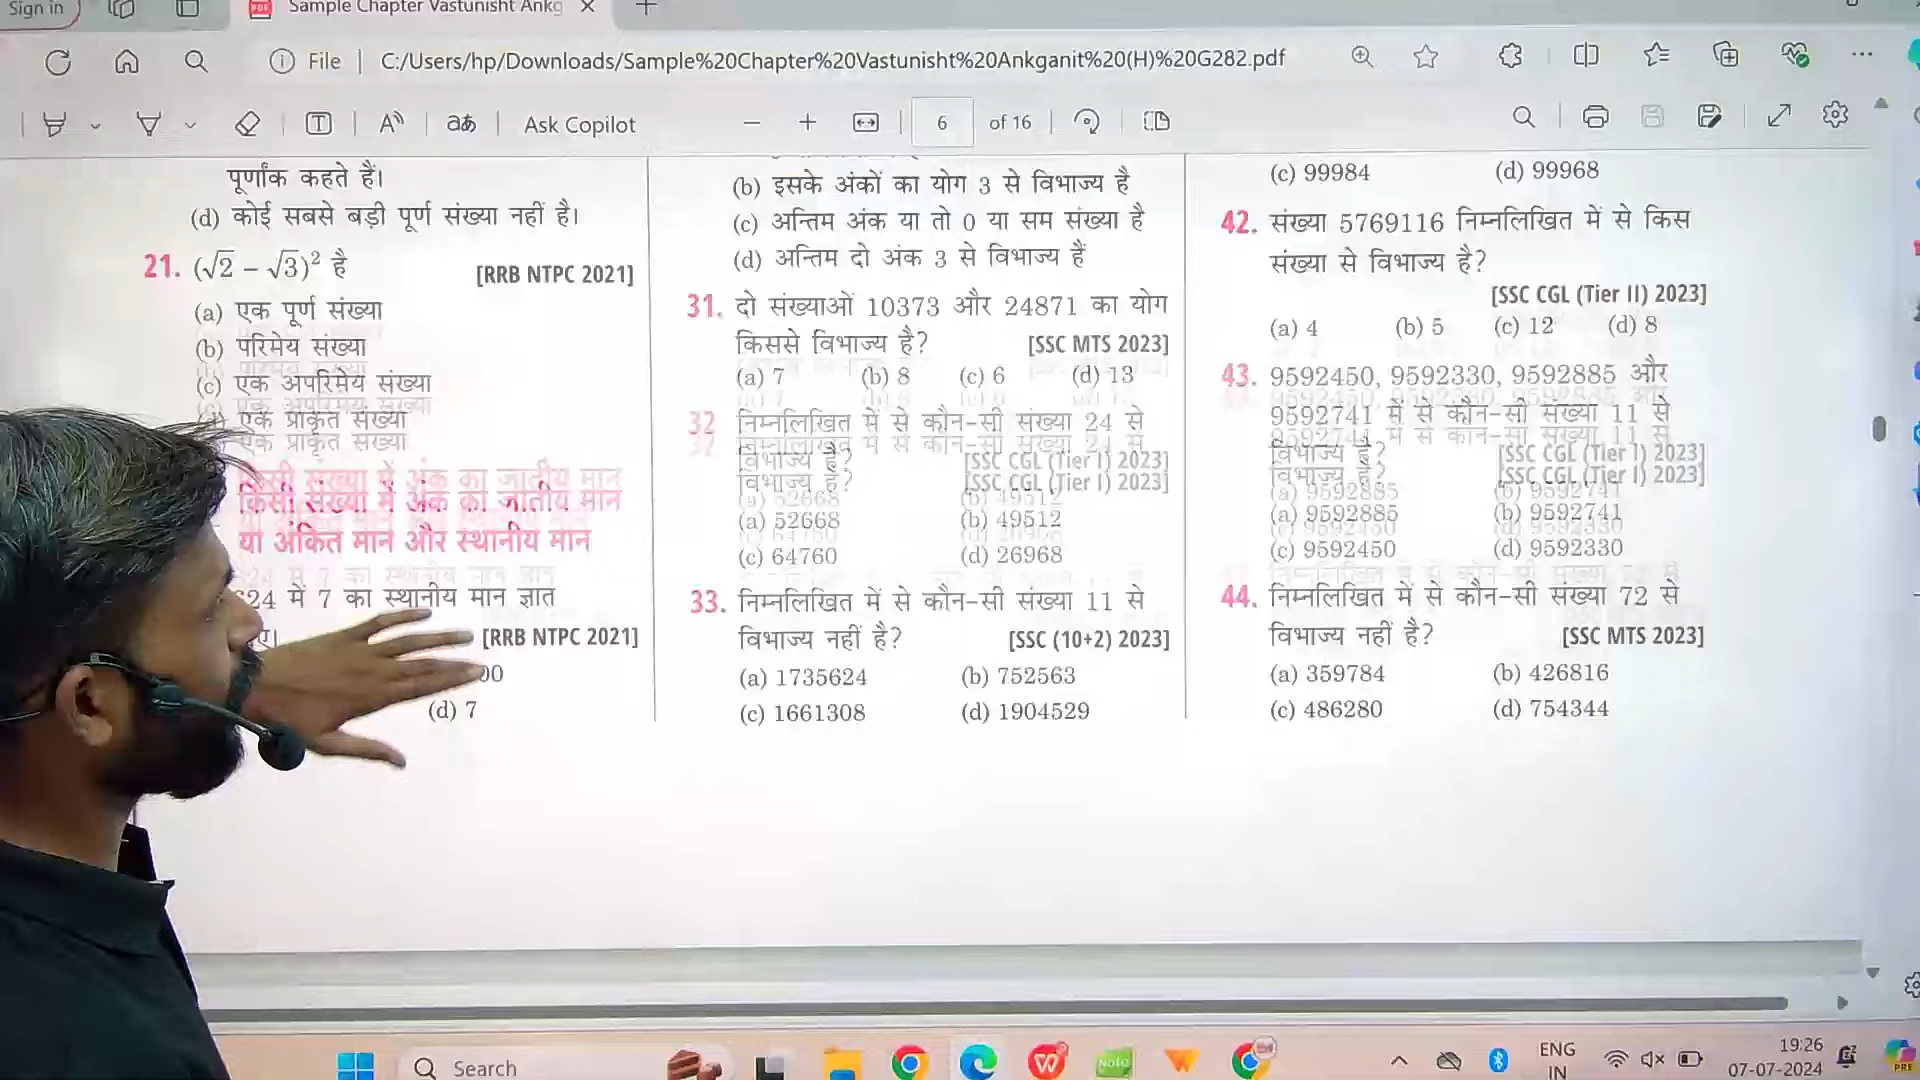 Sign in
Sample Chapter Vastunisht Ankg
File
C:/Users/hp/Downloads/Sample%20Chapter%20Vastunisht%20Ankganit%20(H)%20G282.pdf
Ask Copilot
6 of 16
पूर्णांक कहते हैं।
(d) कोई सबसे बड़ी पूर्ण संख्या नहीं है।
21. (√2 − √3)² है
[RRB NTPC 2021]
(a) एक पूर्ण संख्या
(b) परिमेय संख्या
(c) एक अपरिमेय संख्या
एक प्राकृत संख्या
किसी संख्या में अंक का जातीय मान
या अंकित मान और स्थानीय मान
624 में 7 का स्थानीय मान ज्ञात
[RRB NTPC 2021]
(d) 7
(b) इसके अंकों का योग 3 से विभाज्य है
(c) अन्तिम अंक या तो 0 या सम संख्या है
(d) अन्तिम दो अंक 3 से विभाज्य हैं
31. दो संख्याओं 10373 और 24871 का योग
किससे विभाज्य है? [SSC MTS 2023]
(a) 7 (b) 8 (c) 6 (d) 13
32 निम्नलिखित में से कौन-सी संख्या 24 से
विभाज्य है? [SSC CGL (Tier I) 2023]
(a) 52668 (b) 49512
(c) 64760 (d) 26968
33. निम्नलिखित में से कौन-सी संख्या 11 से
विभाज्य नहीं है? [SSC (10+2) 2023]
(a) 1735624 (b) 752563
(c) 1661308 (d) 1904529
(c) 99984 (d) 99968
42. संख्या 5769116 निम्नलिखित में से किस
संख्या से विभाज्य है?
[SSC CGL (Tier II) 2023]
(a) 4 (b) 5 (c) 12 (d) 8
43. 9592450, 9592330, 9592885 और
9592741 में से कौन-सी संख्या 11 से
विभाज्य है? [SSC CGL (Tier I) 2023]
(a) 9592885 (b) 9592741
(c) 9592450 (d) 9592330
44. निम्नलिखित में से कौन-सी संख्या 72 से
विभाज्य नहीं है? [SSC MTS 2023]
(a) 359784 (b) 426816
(c) 486280 (d) 754344
Search
Note
ENG
IN
19:26
07-07-2024
PRE